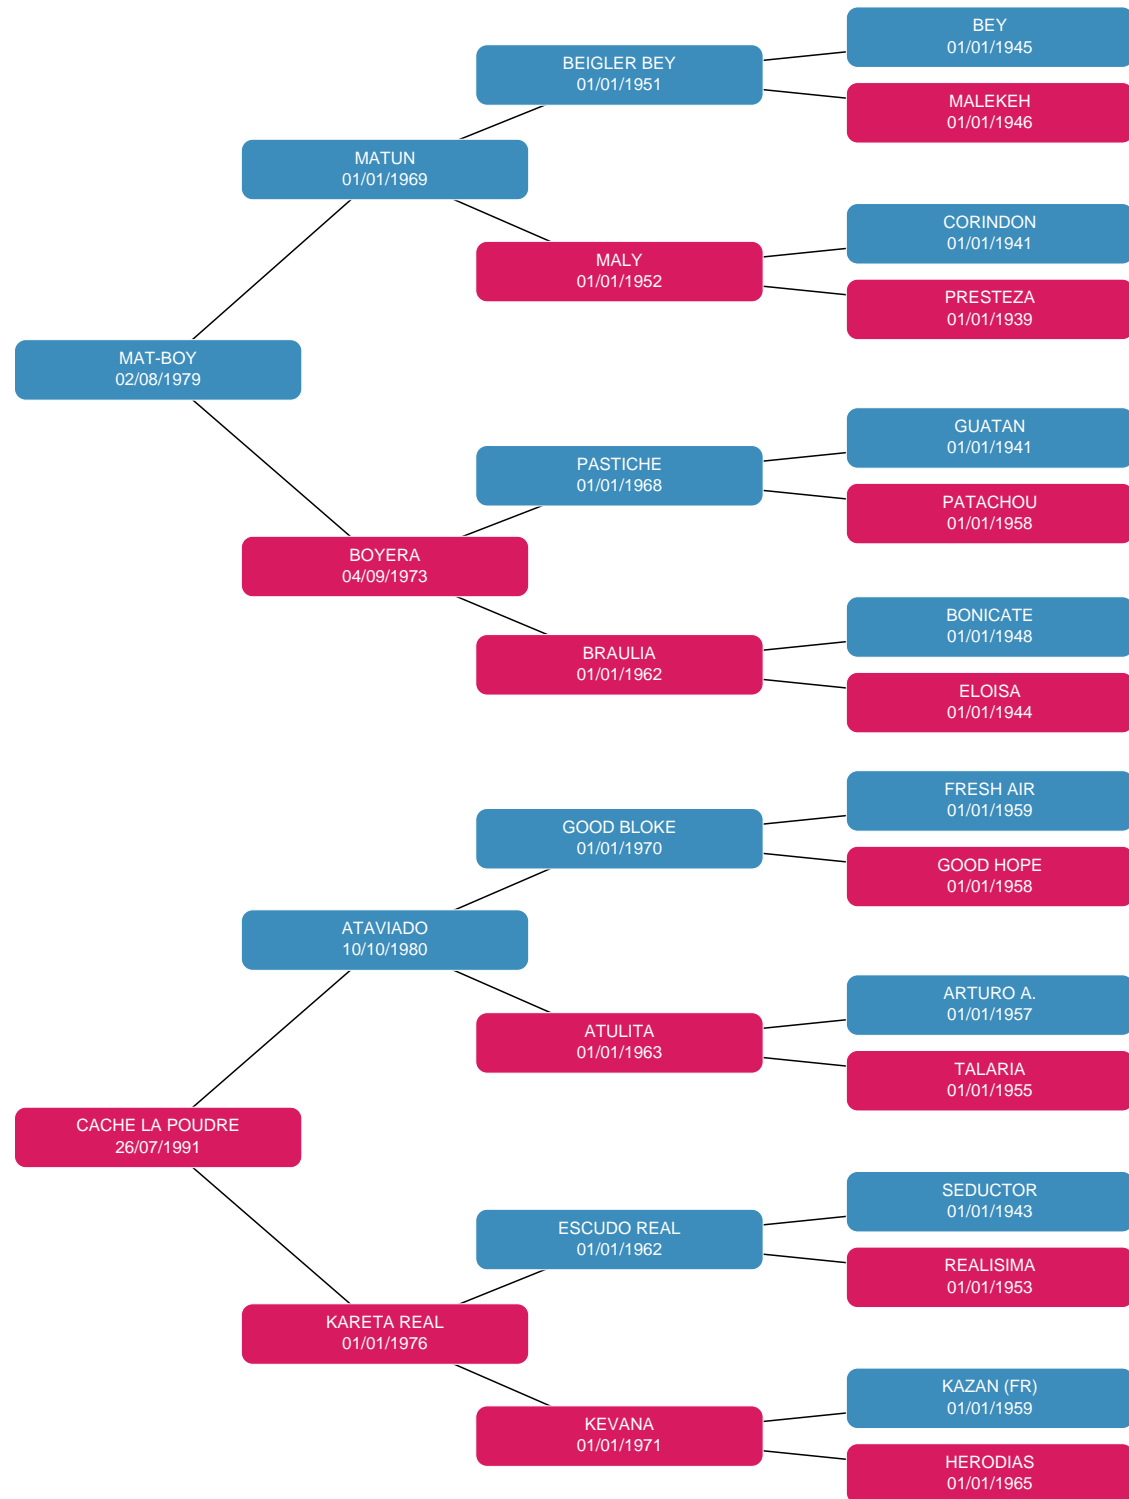 BEY
01/01/1945
BEIGLER BEY
01/01/1951
MALEKEH
01/01/1946
MATUN
01/01/1969
CORINDON
01/01/1941
MALY
01/01/1952
PRESTEZA
01/01/1939
MAT-BOY
02/08/1979
GUATAN
01/01/1941
PASTICHE
01/01/1968
PATACHOU
01/01/1958
BOYERA
04/09/1973
BONICATE
01/01/1948
BRAULIA
01/01/1962
ELOISA
01/01/1944
FRESH AIR
01/01/1959
GOOD BLOKE
01/01/1970
GOOD HOPE
01/01/1958
ATAVIADO
10/10/1980
ARTURO A.
01/01/1957
ATULITA
01/01/1963
TALARIA
01/01/1955
CACHE LA POUDRE
26/07/1991
SEDUCTOR
01/01/1943
ESCUDO REAL
01/01/1962
REALISIMA
01/01/1953
KARETA REAL
01/01/1976
KAZAN (FR)
01/01/1959
KEVANA
01/01/1971
HERODIAS
01/01/1965